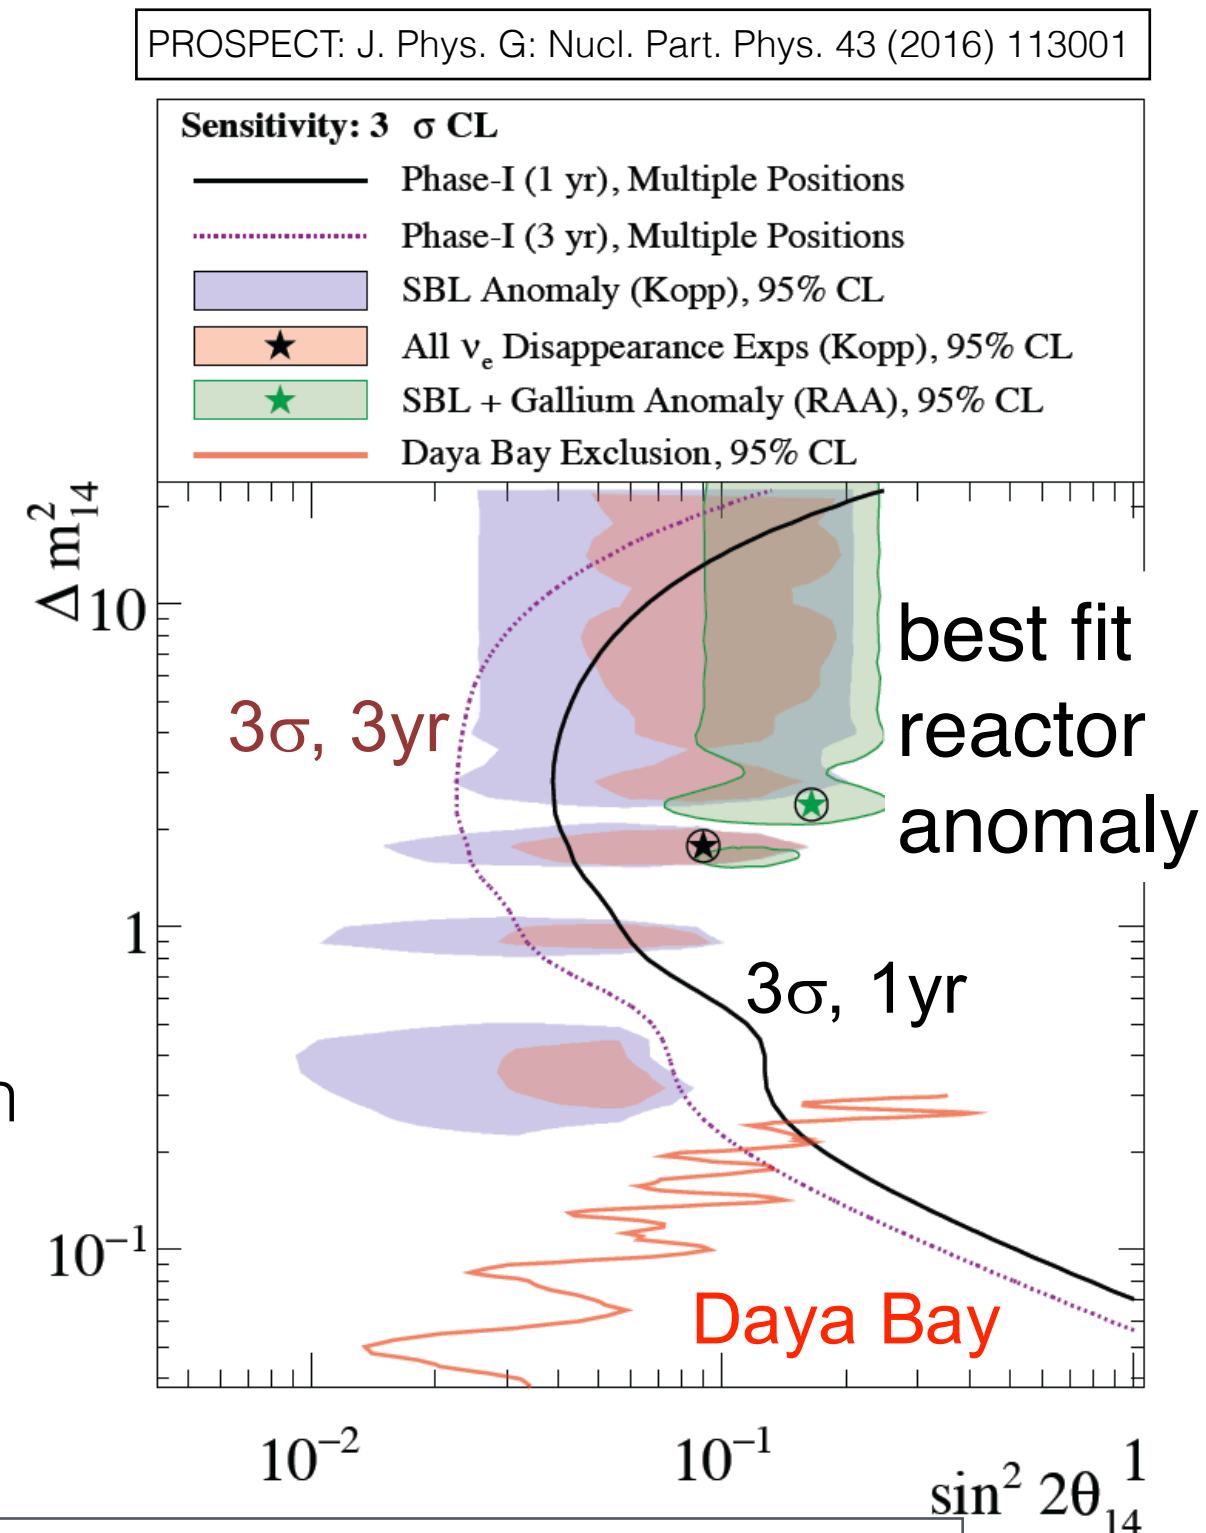 PROSPECT: J. Phys. G: Nucl. Part. Phys. 43 (2016) 113001
Sensitivity: 3 σ CL
Phase-I (1 yr), Multiple Positions
Phase-I (3 yr), Multiple Positions
SBL Anomaly (Kopp), 95% CL
All νe Disappearance Exps (Kopp), 95% CL
SBL + Gallium Anomaly (RAA), 95% CL
Daya Bay Exclusion, 95% CL
Δ m²14
10
best fit
reactor
anomaly
3σ, 3yr
1
3σ, 1yr
n
10⁻¹
Daya Bay
10⁻² 10⁻¹ 1
sin² 2θ14